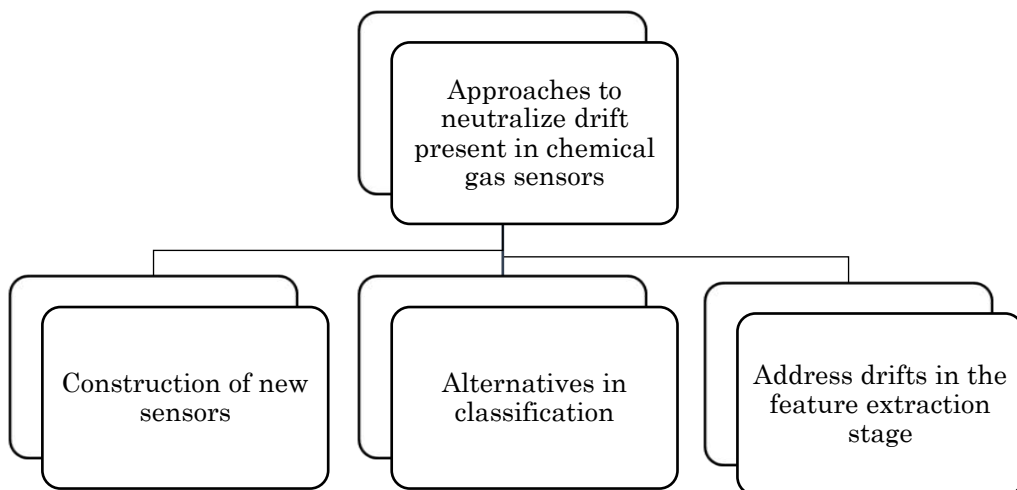 Approaches to
neutralize drift
present in chemical
gas sensors
Construction of new
sensors
Alternatives in
classification
Address drifts in the
feature extraction
stage